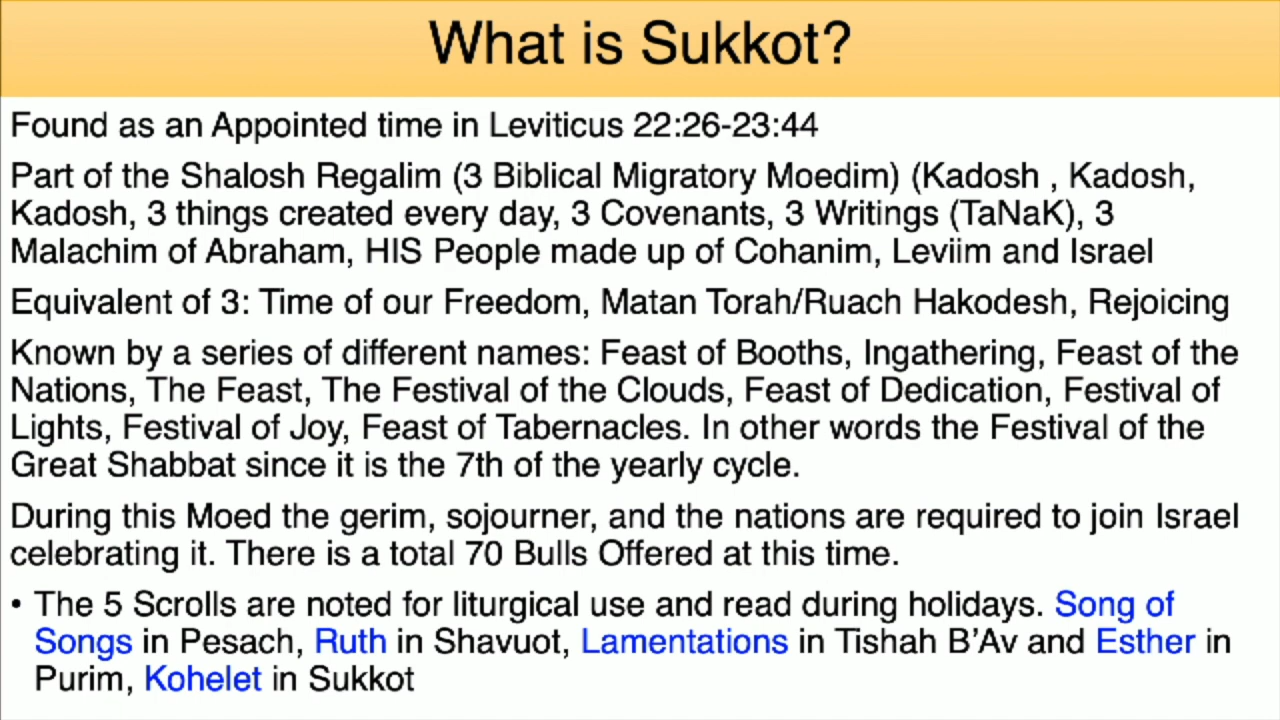 What is Sukkot?
Found as an Appointed time in Leviticus 22:26-23:44
Part of the Shalosh Regalim (3 Biblical Migratory Moedim) (Kadosh , Kadosh,
Kadosh, 3 things created every day, 3 Covenants, 3 Writings (TaNaK), 3
Malachim of Abraham, HIS People made up of Cohanim, Leviim and Israel
Equivalent of 3: Time of our Freedom, Matan Torah/Ruach Hakodesh, Rejoicing
Known by a series of different names: Feast of Booths, Ingathering, Feast of the
Nations, The Feast, The Festival of the Clouds, Feast of Dedication, Festival of
Lights, Festival of Joy, Feast of Tabernacles. In other words the Festival of the
Great Shabbat since it is the 7th of the yearly cycle.
During this Moed the gerim, sojourner, and the nations are required to join Israel
celebrating it. There is a total 70 Bulls Offered at this time.
• The 5 Scrolls are noted for liturgical use and read during holidays. Song of
Songs in Pesach, Ruth in Shavuot, Lamentations in Tishah B'Av and Esther in
Purim, Kohelet in Sukkot